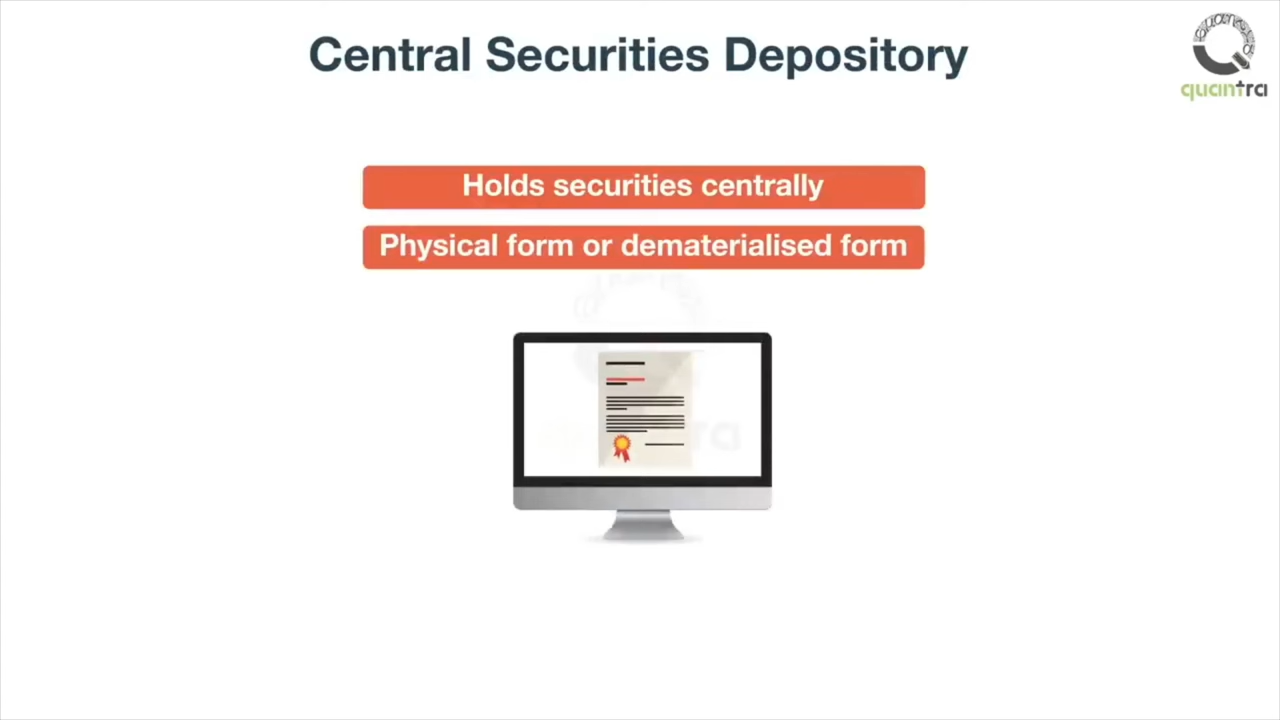 Central Securities Depository
quantra
Holds securities centrally
Physical form or dematerialised form